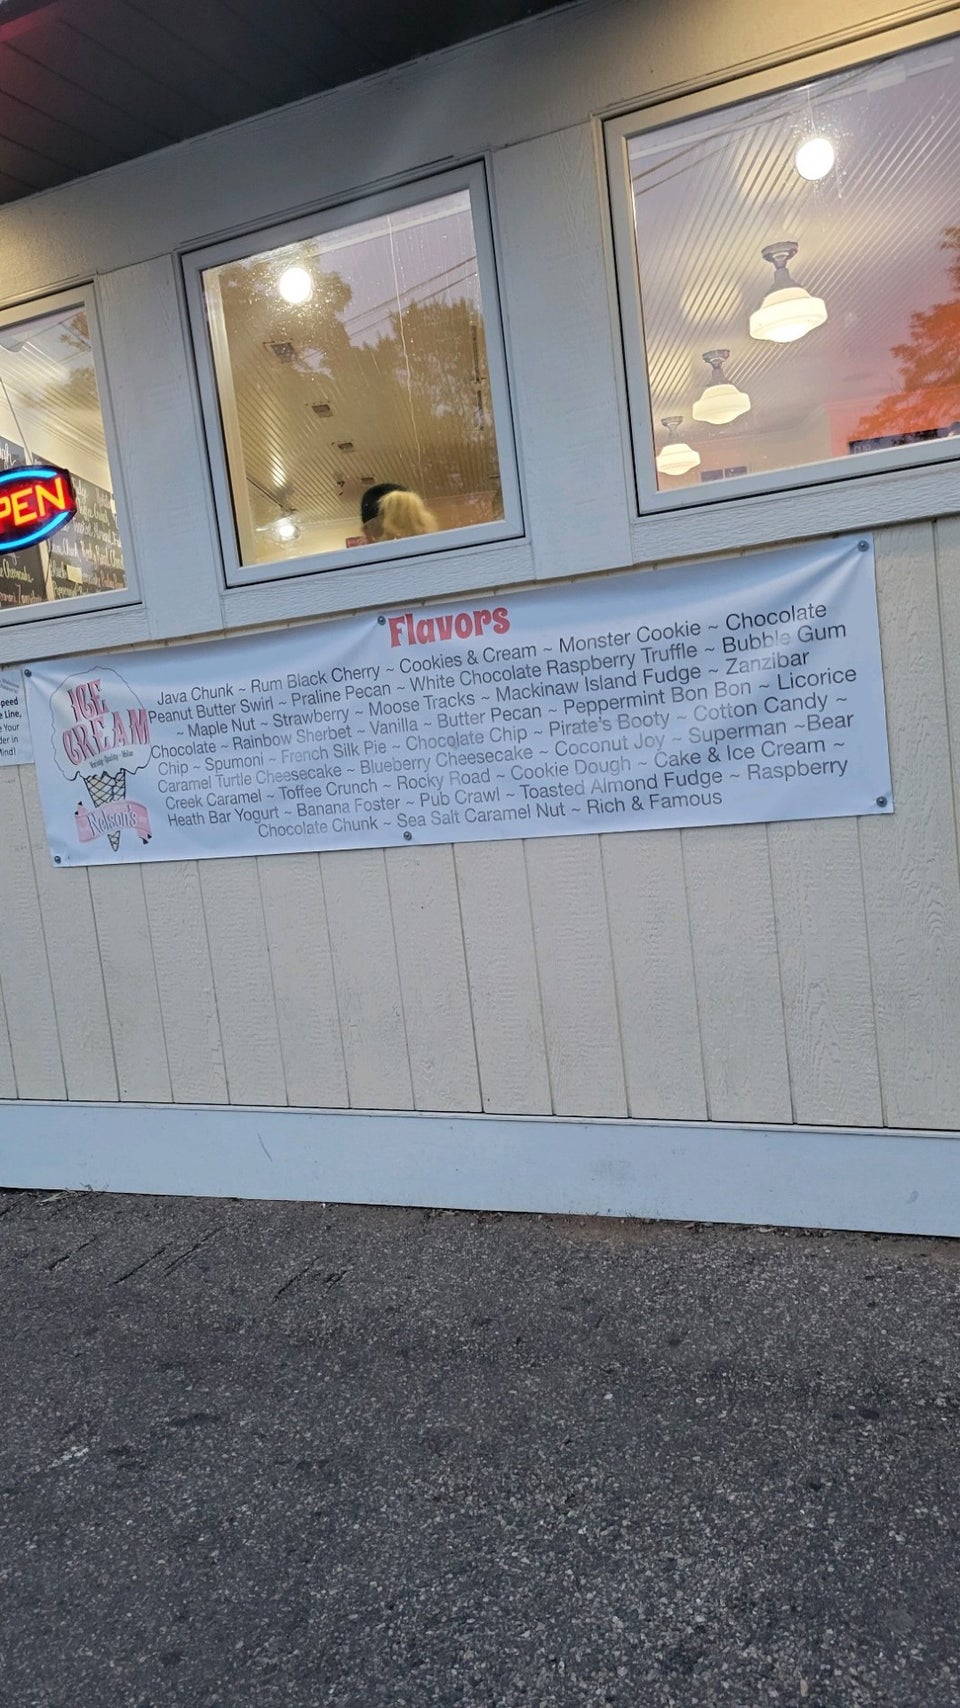 PEN
Flavors
ICE
CREAM
Nelson's
Java Chunk ~ Rum Black Cherry ~ Cookies & Cream ~ Monster Cookie ~ Chocolate
Peanut Butter Swirl ~ Praline Pecan ~ White Chocolate Raspberry Truffle ~ Bubble Gum
~ Maple Nut ~ Strawberry ~ Moose Tracks ~ Mackinaw Island Fudge ~ Zanzibar
Chocolate ~ Rainbow Sherbet ~ Vanilla ~ Butter Pecan ~ Peppermint Bon Bon ~ Licorice
Chip ~ Spumoni ~ French Silk Pie ~ Chocolate Chip ~ Pirate's Booty ~ Cotton Candy ~
Caramel Turtle Cheesecake ~ Blueberry Cheesecake ~ Coconut Joy ~ Superman ~Bear
Creek Caramel ~ Toffee Crunch ~ Rocky Road ~ Cookie Dough ~ Cake & Ice Cream ~
Heath Bar Yogurt ~ Banana Foster ~ Pub Crawl ~ Toasted Almond Fudge ~ Raspberry
Chocolate Chunk ~ Sea Salt Caramel Nut ~ Rich & Famous